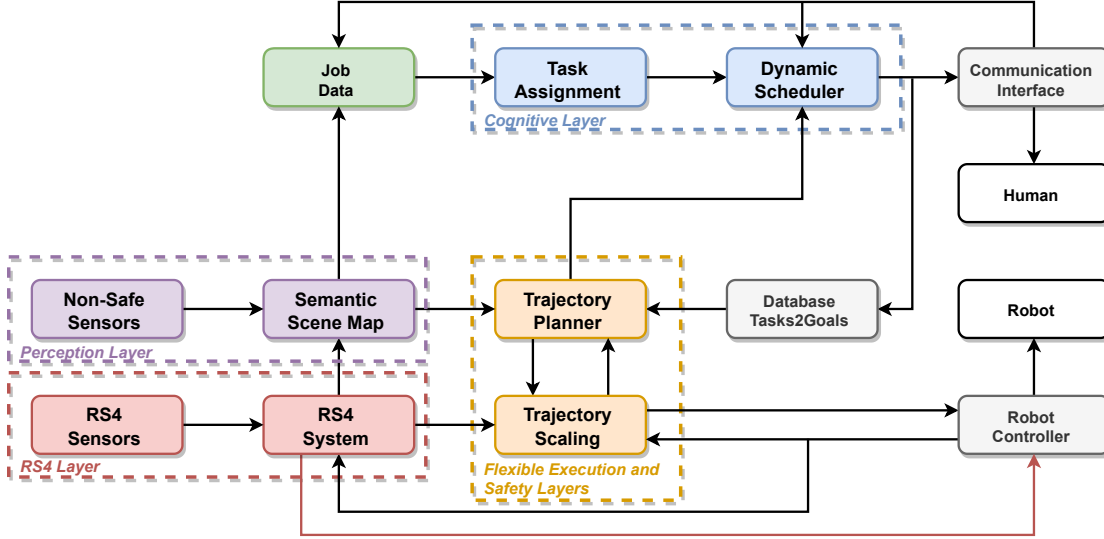 Job
Data
Task
Assignment
Dynamic
Scheduler
Communication
Interface
Cognitive Layer
Human
Non-Safe
Sensors
Semantic
Scene Map
Trajectory
Planner
Database
Tasks2Goals
Robot
Perception Layer
RS4
Sensors
RS4
System
Trajectory
Scaling
Robot
Controller
RS4 Layer
Flexible Execution and
Safety Layers